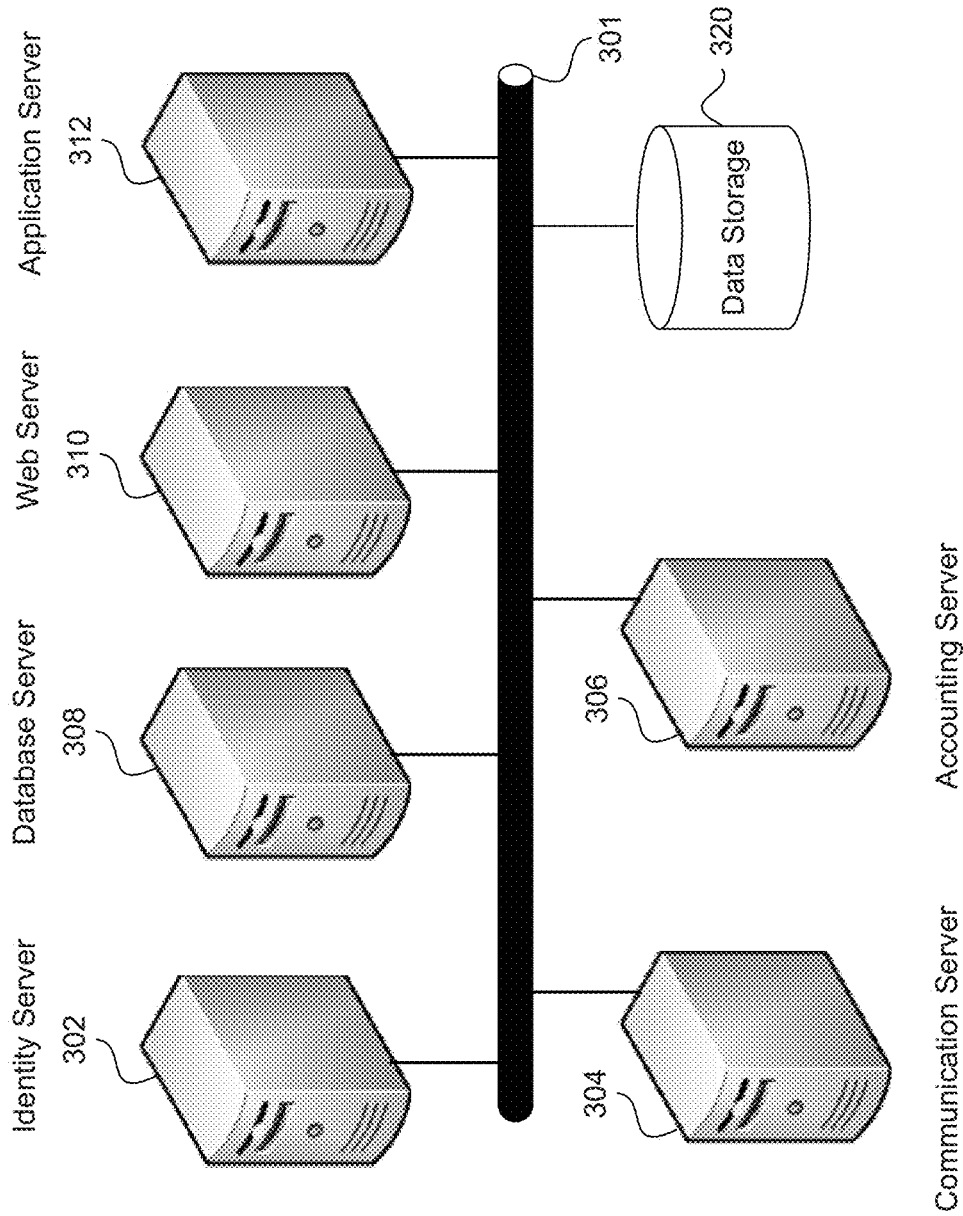 Identity Server
302
Database Server
308
Web Server
310
Application Server
312
301
304
Communication Server
306
Accounting Server
Data Storage
320